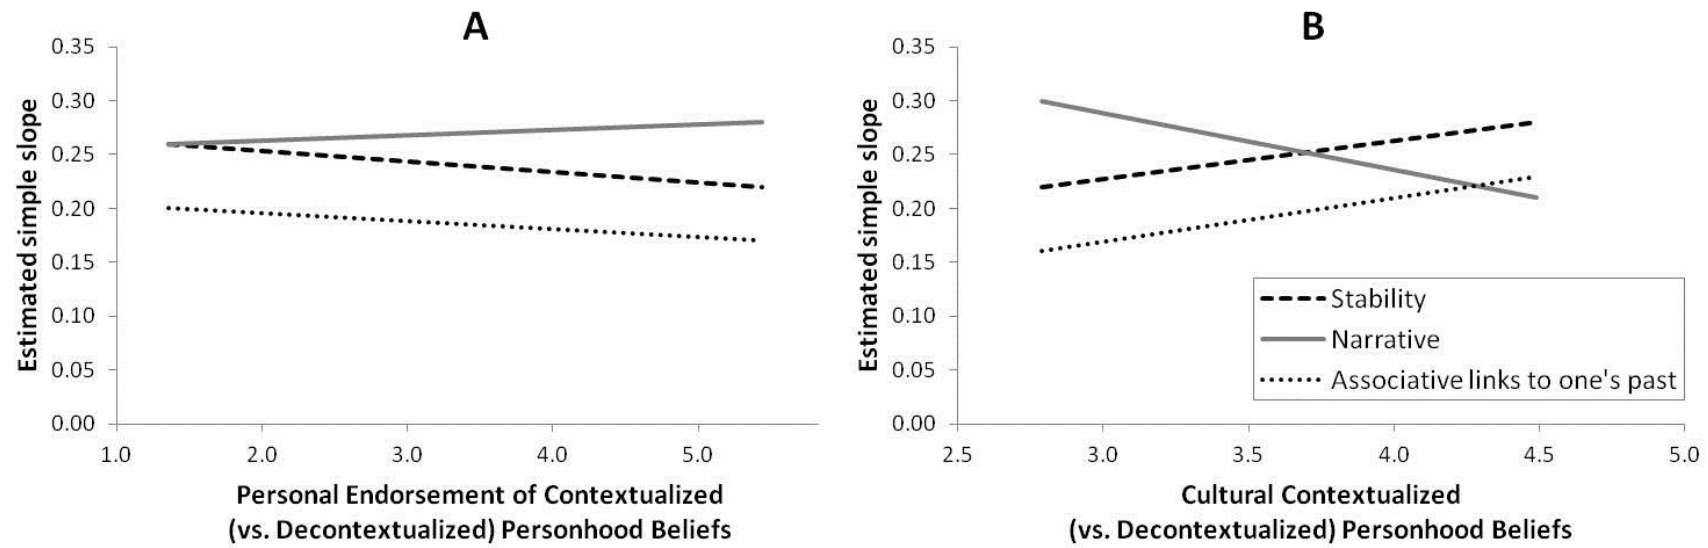 A
0.35
0.30
0.25
0.20
0.15
0.10
0.05
0.00
Estimated simple slope
1.0 2.0 3.0 4.0 5.0
Personal Endorsement of Contextualized
(vs. Decontextualized) Personhood Beliefs
B
0.35
0.30
0.25
0.20
0.15
0.10
0.05
0.00
Estimated simple slope
Stability
Narrative
Associative links to one's past
2.5 3.0 3.5 4.0 4.5 5.0
Cultural Contextualized
(vs. Decontextualized) Personhood Beliefs